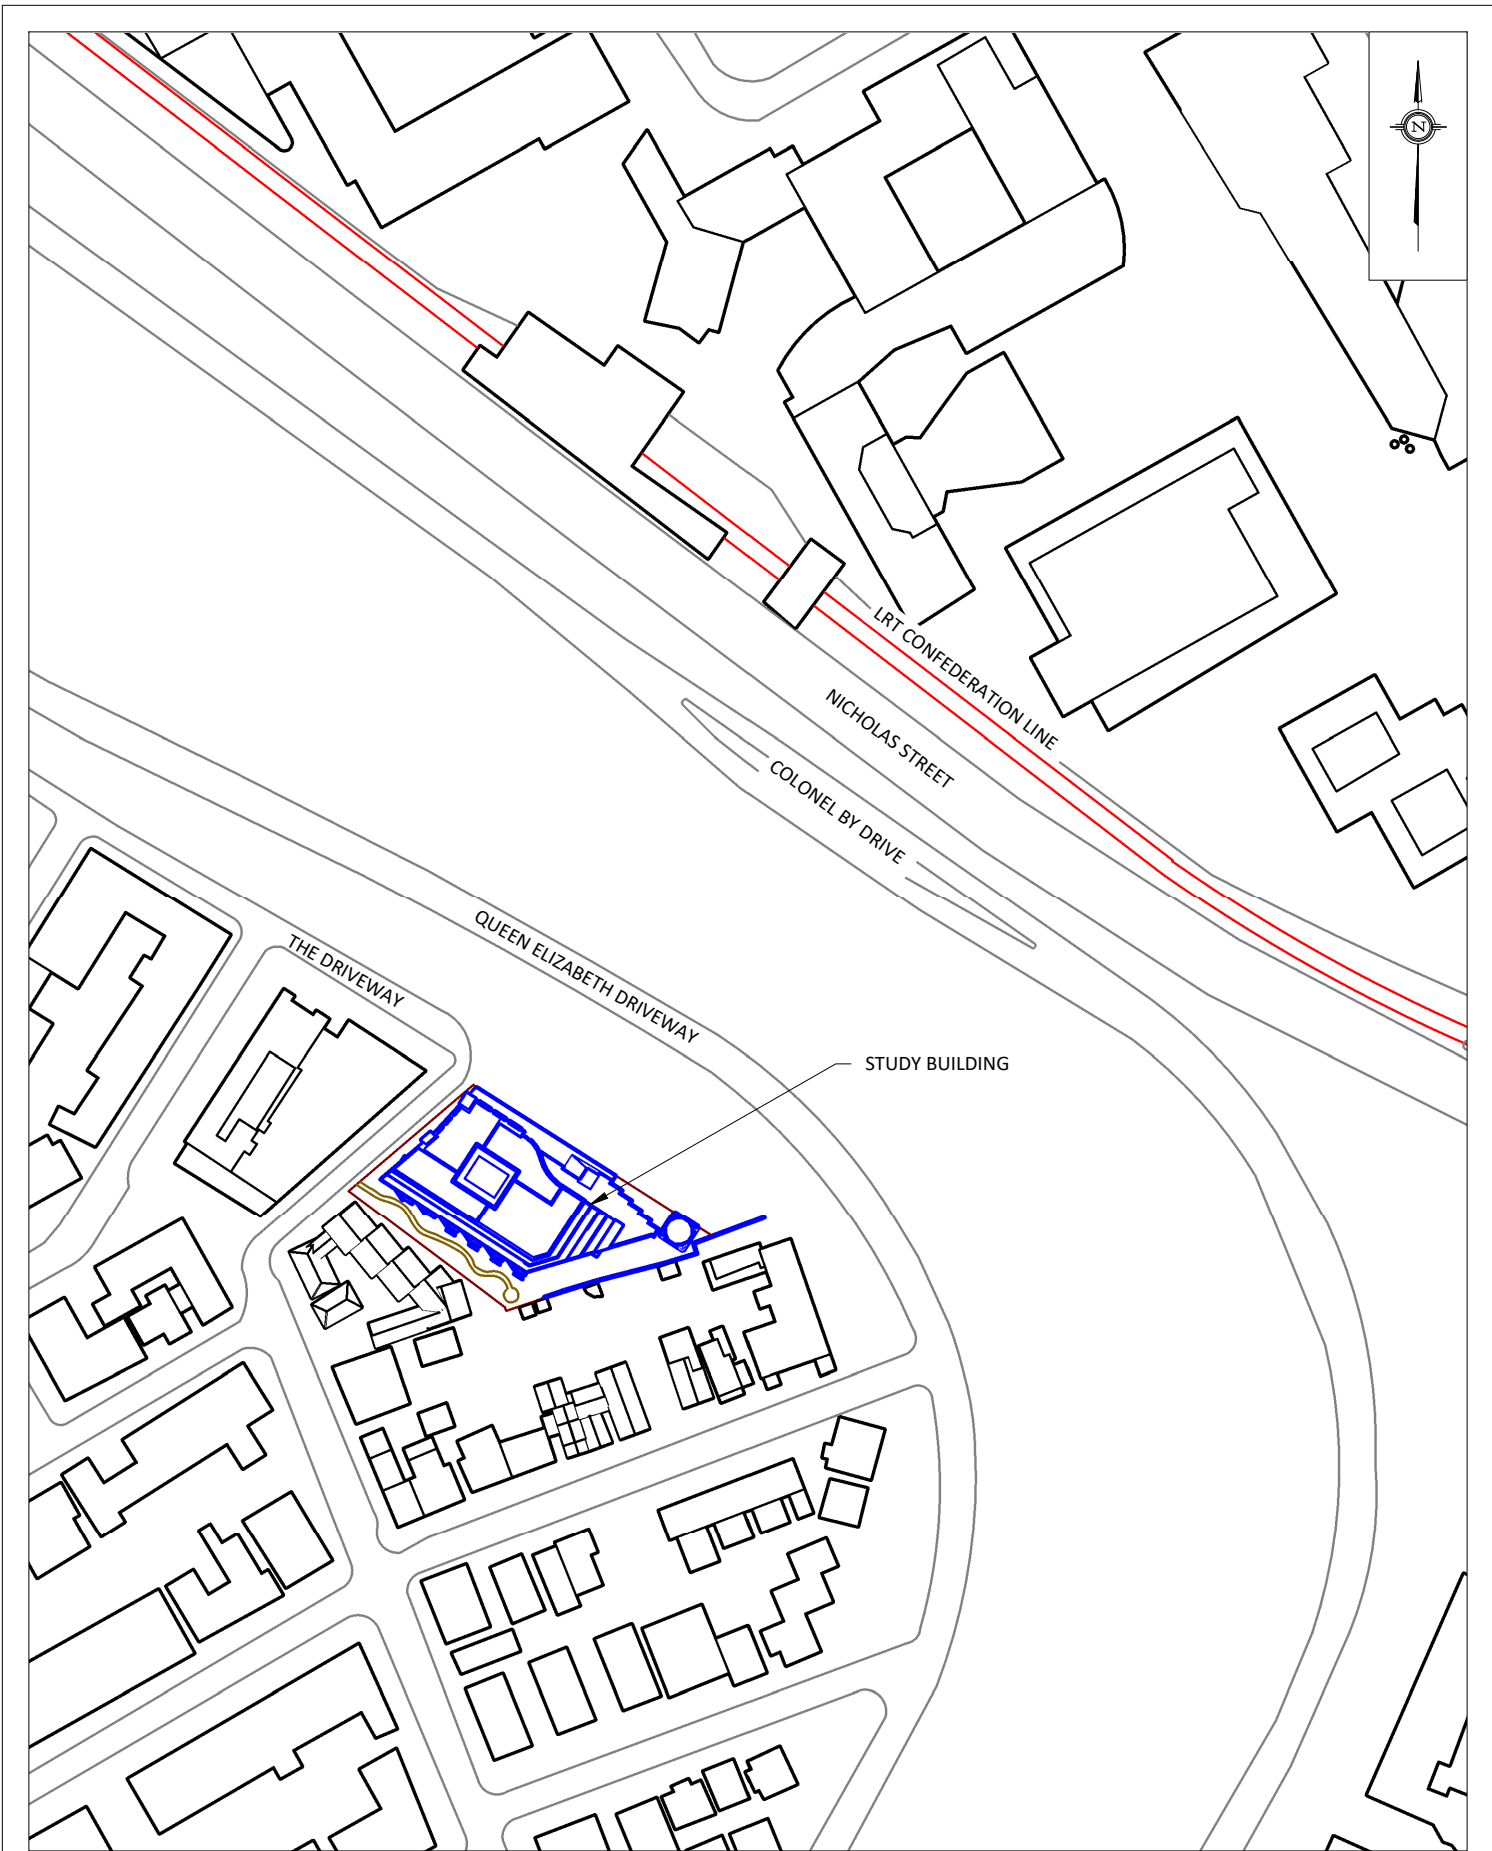 N
LRT CONFEDERATION LINE
NICHOLAS STREET
COLONEL BY DRIVE
QUEEN ELIZABETH DRIVEWAY
THE DRIVEWAY
STUDY BUILDING